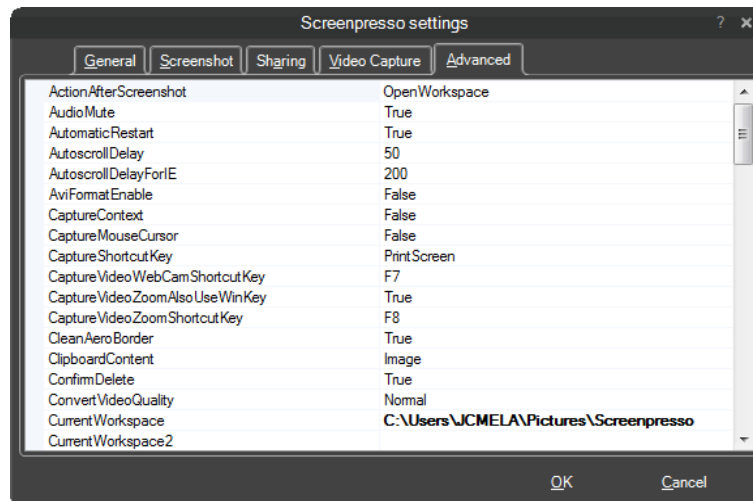 Screenpresso settings
? ×
General Screenshot Sharing Video Capture Advanced
ActionAfterScreenshot OpenWorkspace
AudioMute True
AutomaticRestart True
AutoscrollDelay 50
AutoscrollDelayForIE 200
AviFormatEnable False
CaptureContext False
CaptureMouseCursor False
CaptureShortcutKey PrintScreen
CaptureVideoWebCamShortcutKey F7
CaptureVideoZoomAlsoUseWinKey True
CaptureVideoZoomShortcutKey F8
CleanAeroBorder True
ClipboardContent Image
ConfirmDelete True
ConvertVideoQuality Normal
CurrentWorkspace C:\Users\JCMELA\Pictures\Screenpresso
CurrentWorkspace2
OK Cancel